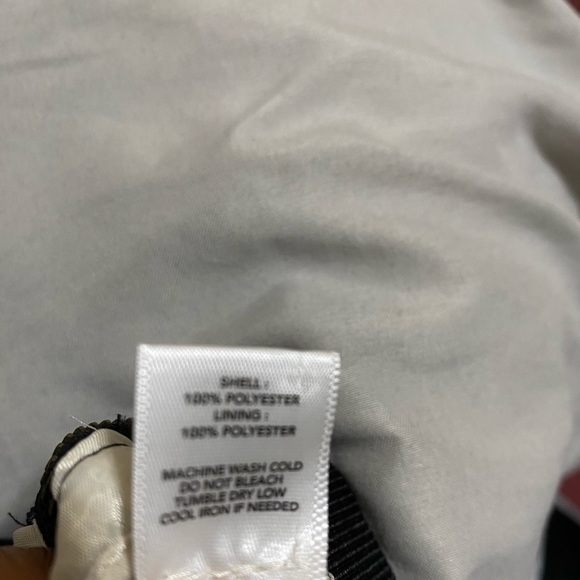 SHELL :
100% POLYESTER
LINING :
100% POLYESTER
MACHINE WASH COLD
DO NOT BLEACH
TUMBLE DRY LOW
COOL IRON IF NEEDED